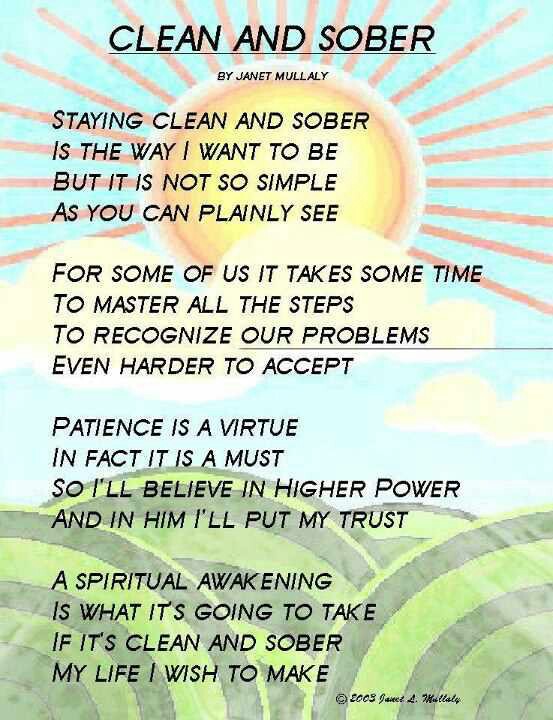 CLEAN AND SOBER
BY JANET MULLALY
STAYING CLEAN AND SOBER
IS THE WAY I WANT TO BE
BUT IT IS NOT SO SIMPLE
AS YOU CAN PLAINLY SEE
FOR SOME OF US IT TAKES SOME TIME
TO MASTER ALL THE STEPS
TO RECOGNIZE OUR PROBLEMS
EVEN HARDER TO ACCEPT
PATIENCE IS A VIRTUE
IN FACT IT IS A MUST
SO I'LL BELIEVE IN HIGHER POWER
AND IN HIM I'LL PUT MY TRUST
A SPIRITUAL AWAKENING
IS WHAT IT'S GOING TO TAKE
IF IT'S CLEAN AND SOBER
MY LIFE I WISH TO MAKE
© 2003 Janet L. Mullaly